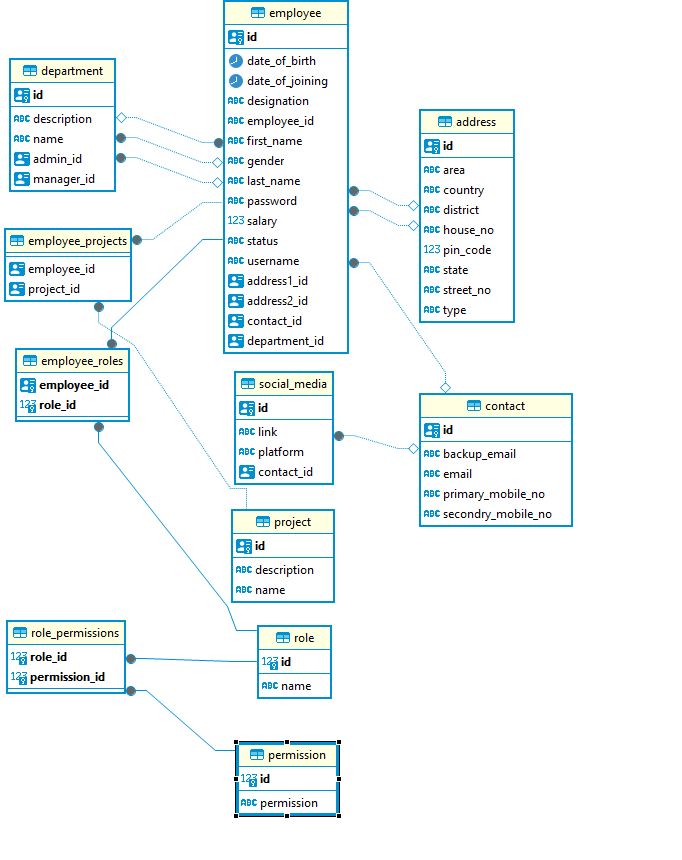 employee
id
date_of_birth
date_of_joining
ABC designation
ABC employee_id
ABC first_name
ABC gender
ABC last_name
ABC password
123 salary
ABC status
ABC username
address1_id
address2_id
contact_id
department_id
department
id
ABC description
ABC name
admin_id
manager_id
address
id
ABC area
ABC country
ABC district
ABC house_no
123 pin_code
ABC state
ABC street_no
ABC type
employee_projects
employee_id
project_id
employee_roles
employee_id
123 role_id
social_media
id
ABC link
ABC platform
contact_id
contact
id
ABC backup_email
ABC email
ABC primary_mobile_no
ABC secondry_mobile_no
project
id
ABC description
ABC name
role_permissions
123 role_id
123 permission_id
role
123 id
ABC name
permission
123 id
ABC permission